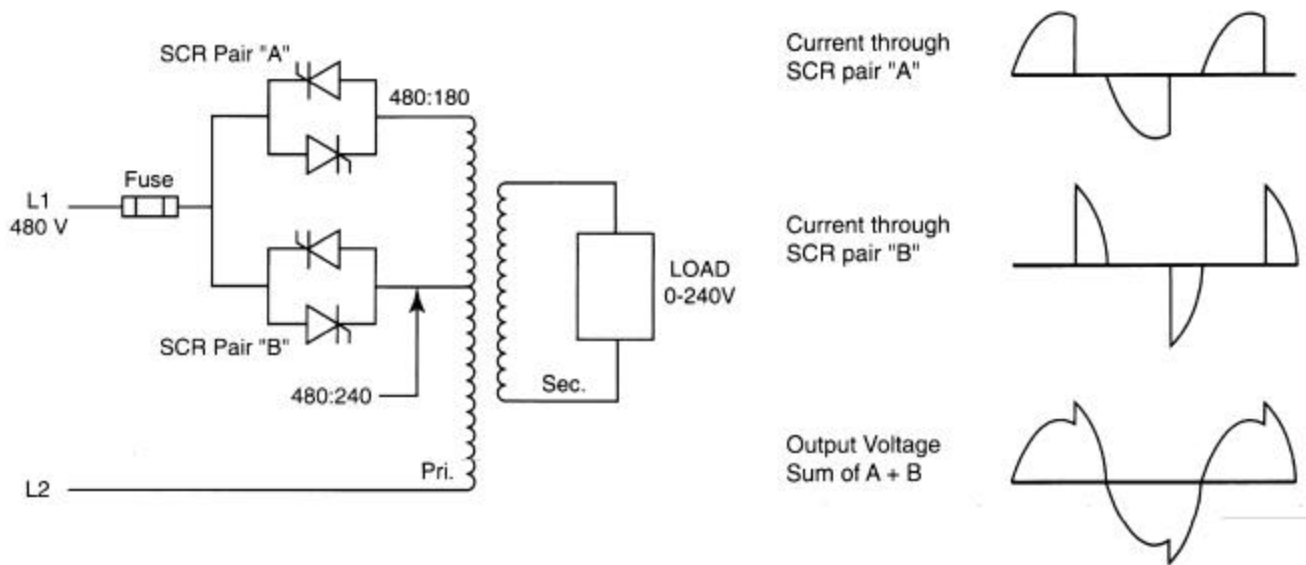 SCR Pair "A"
480:180
Fuse
L1
480 V
SCR Pair "B"
480:240
LOAD
0-240V
Sec.
Pri.
L2
Current through
SCR pair "A"
Current through
SCR pair "B"
Output Voltage
Sum of A + B